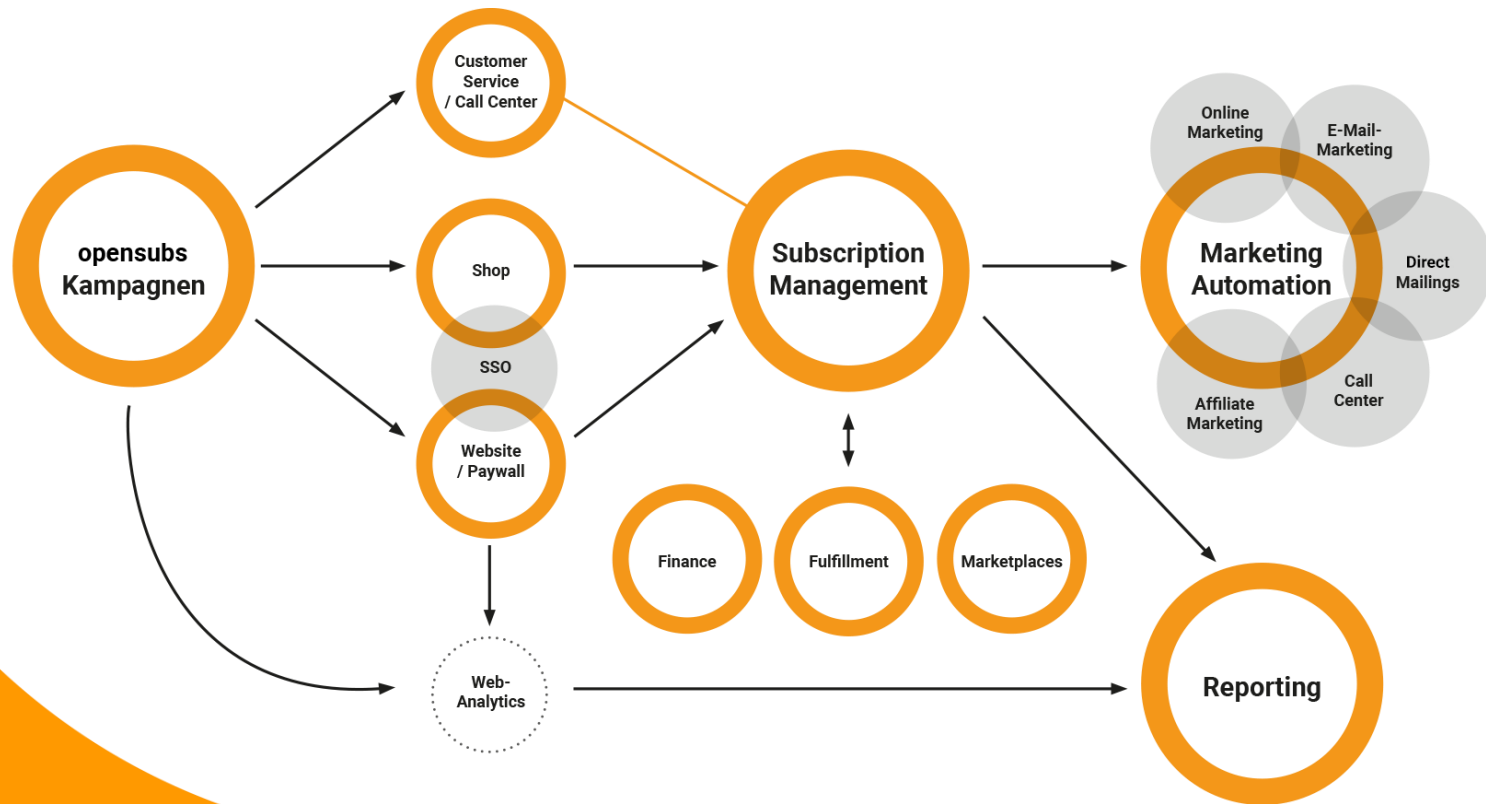 Customer
Service
/ Call Center
opensubs
Kampagnen
Shop
SSO
Website
/ Paywall
Web-
Analytics
Subscription
Management
Finance
Fulfillment
Marketplaces
Online
Marketing
E-Mail-
Marketing
Marketing
Automation
Direct
Mailings
Call
Center
Affiliate
Marketing
Reporting